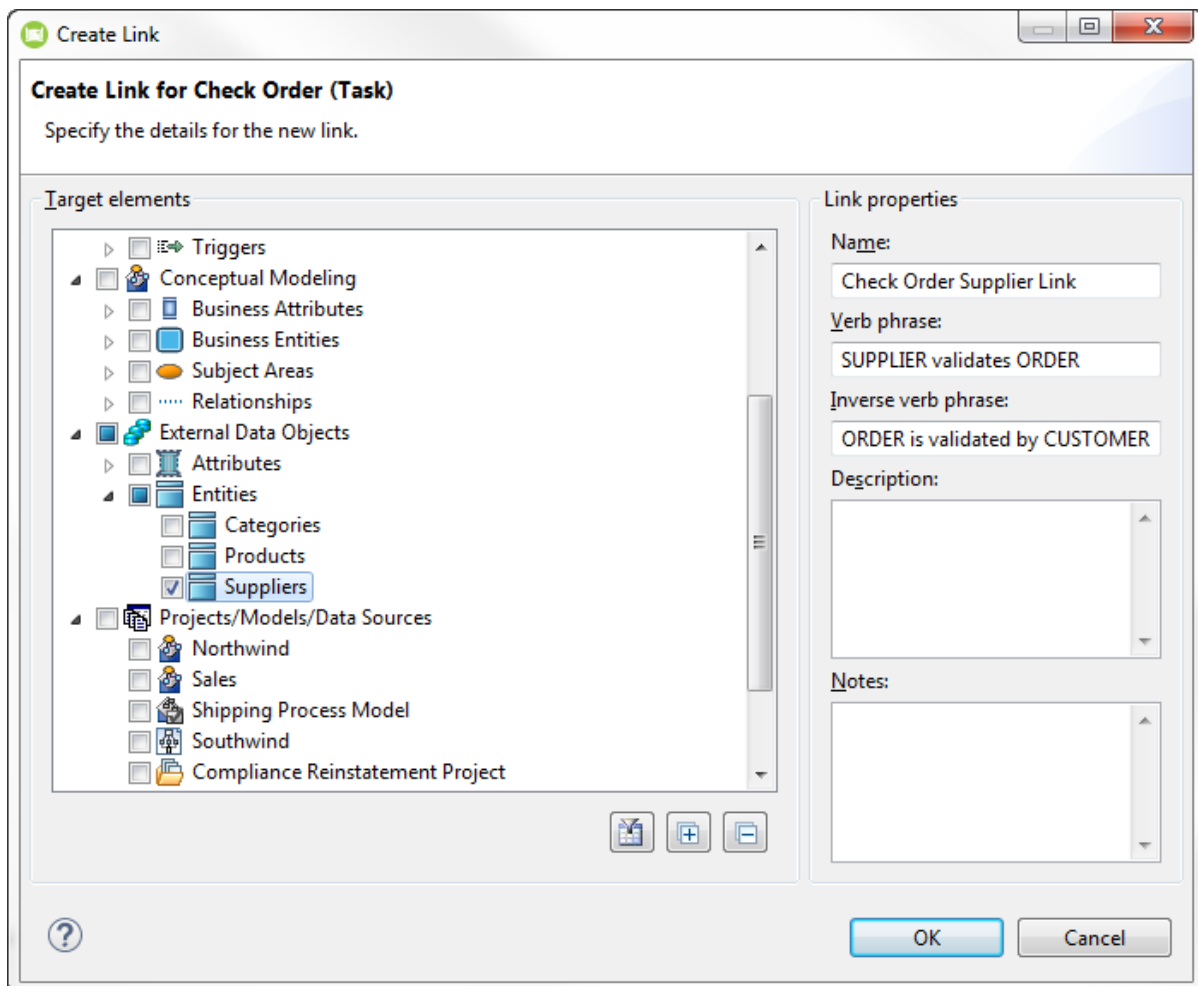 Create Link
Create Link for Check Order (Task)
Specify the details for the new link.
Target elements
Triggers
Conceptual Modeling
Business Attributes
Business Entities
Subject Areas
Relationships
External Data Objects
Attributes
Entities
Categories
Products
Suppliers
Projects/Models/Data Sources
Northwind
Sales
Shipping Process Model
Southwind
Compliance Reinstatement Project
Link properties
Name:
Check Order Supplier Link
Verb phrase:
SUPPLIER validates ORDER
Inverse verb phrase:
ORDER is validated by CUSTOMER
Description:
Notes:
OK
Cancel